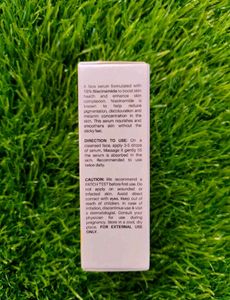 A face serum formulated with
10% Niacinamide to boost skin
health and enhance skin
complexion. Niacinamide is
known to help reduce
pigmentation, discolouration and
melanin concentration in the
skin. This serum nourishes and
smoothens skin without the
sticky feel.
DIRECTION TO USE: On a
cleansed face, apply 3-5 drops
of serum. Massage it gently till
the serum is absorbed in the
skin. Recommended to use
twice daily.
CAUTION: We recommend a
PATCH TEST before first use. Do
not apply on wounded or
infected skin. Avoid direct
contact with eyes. Keep out of
reach of children. In case of
irritation, discontinue use & visit
a dermatologist. Consult your
physician for use during
pregnancy. Store in a cool, dry
place. FOR EXTERNAL USE
ONLY.